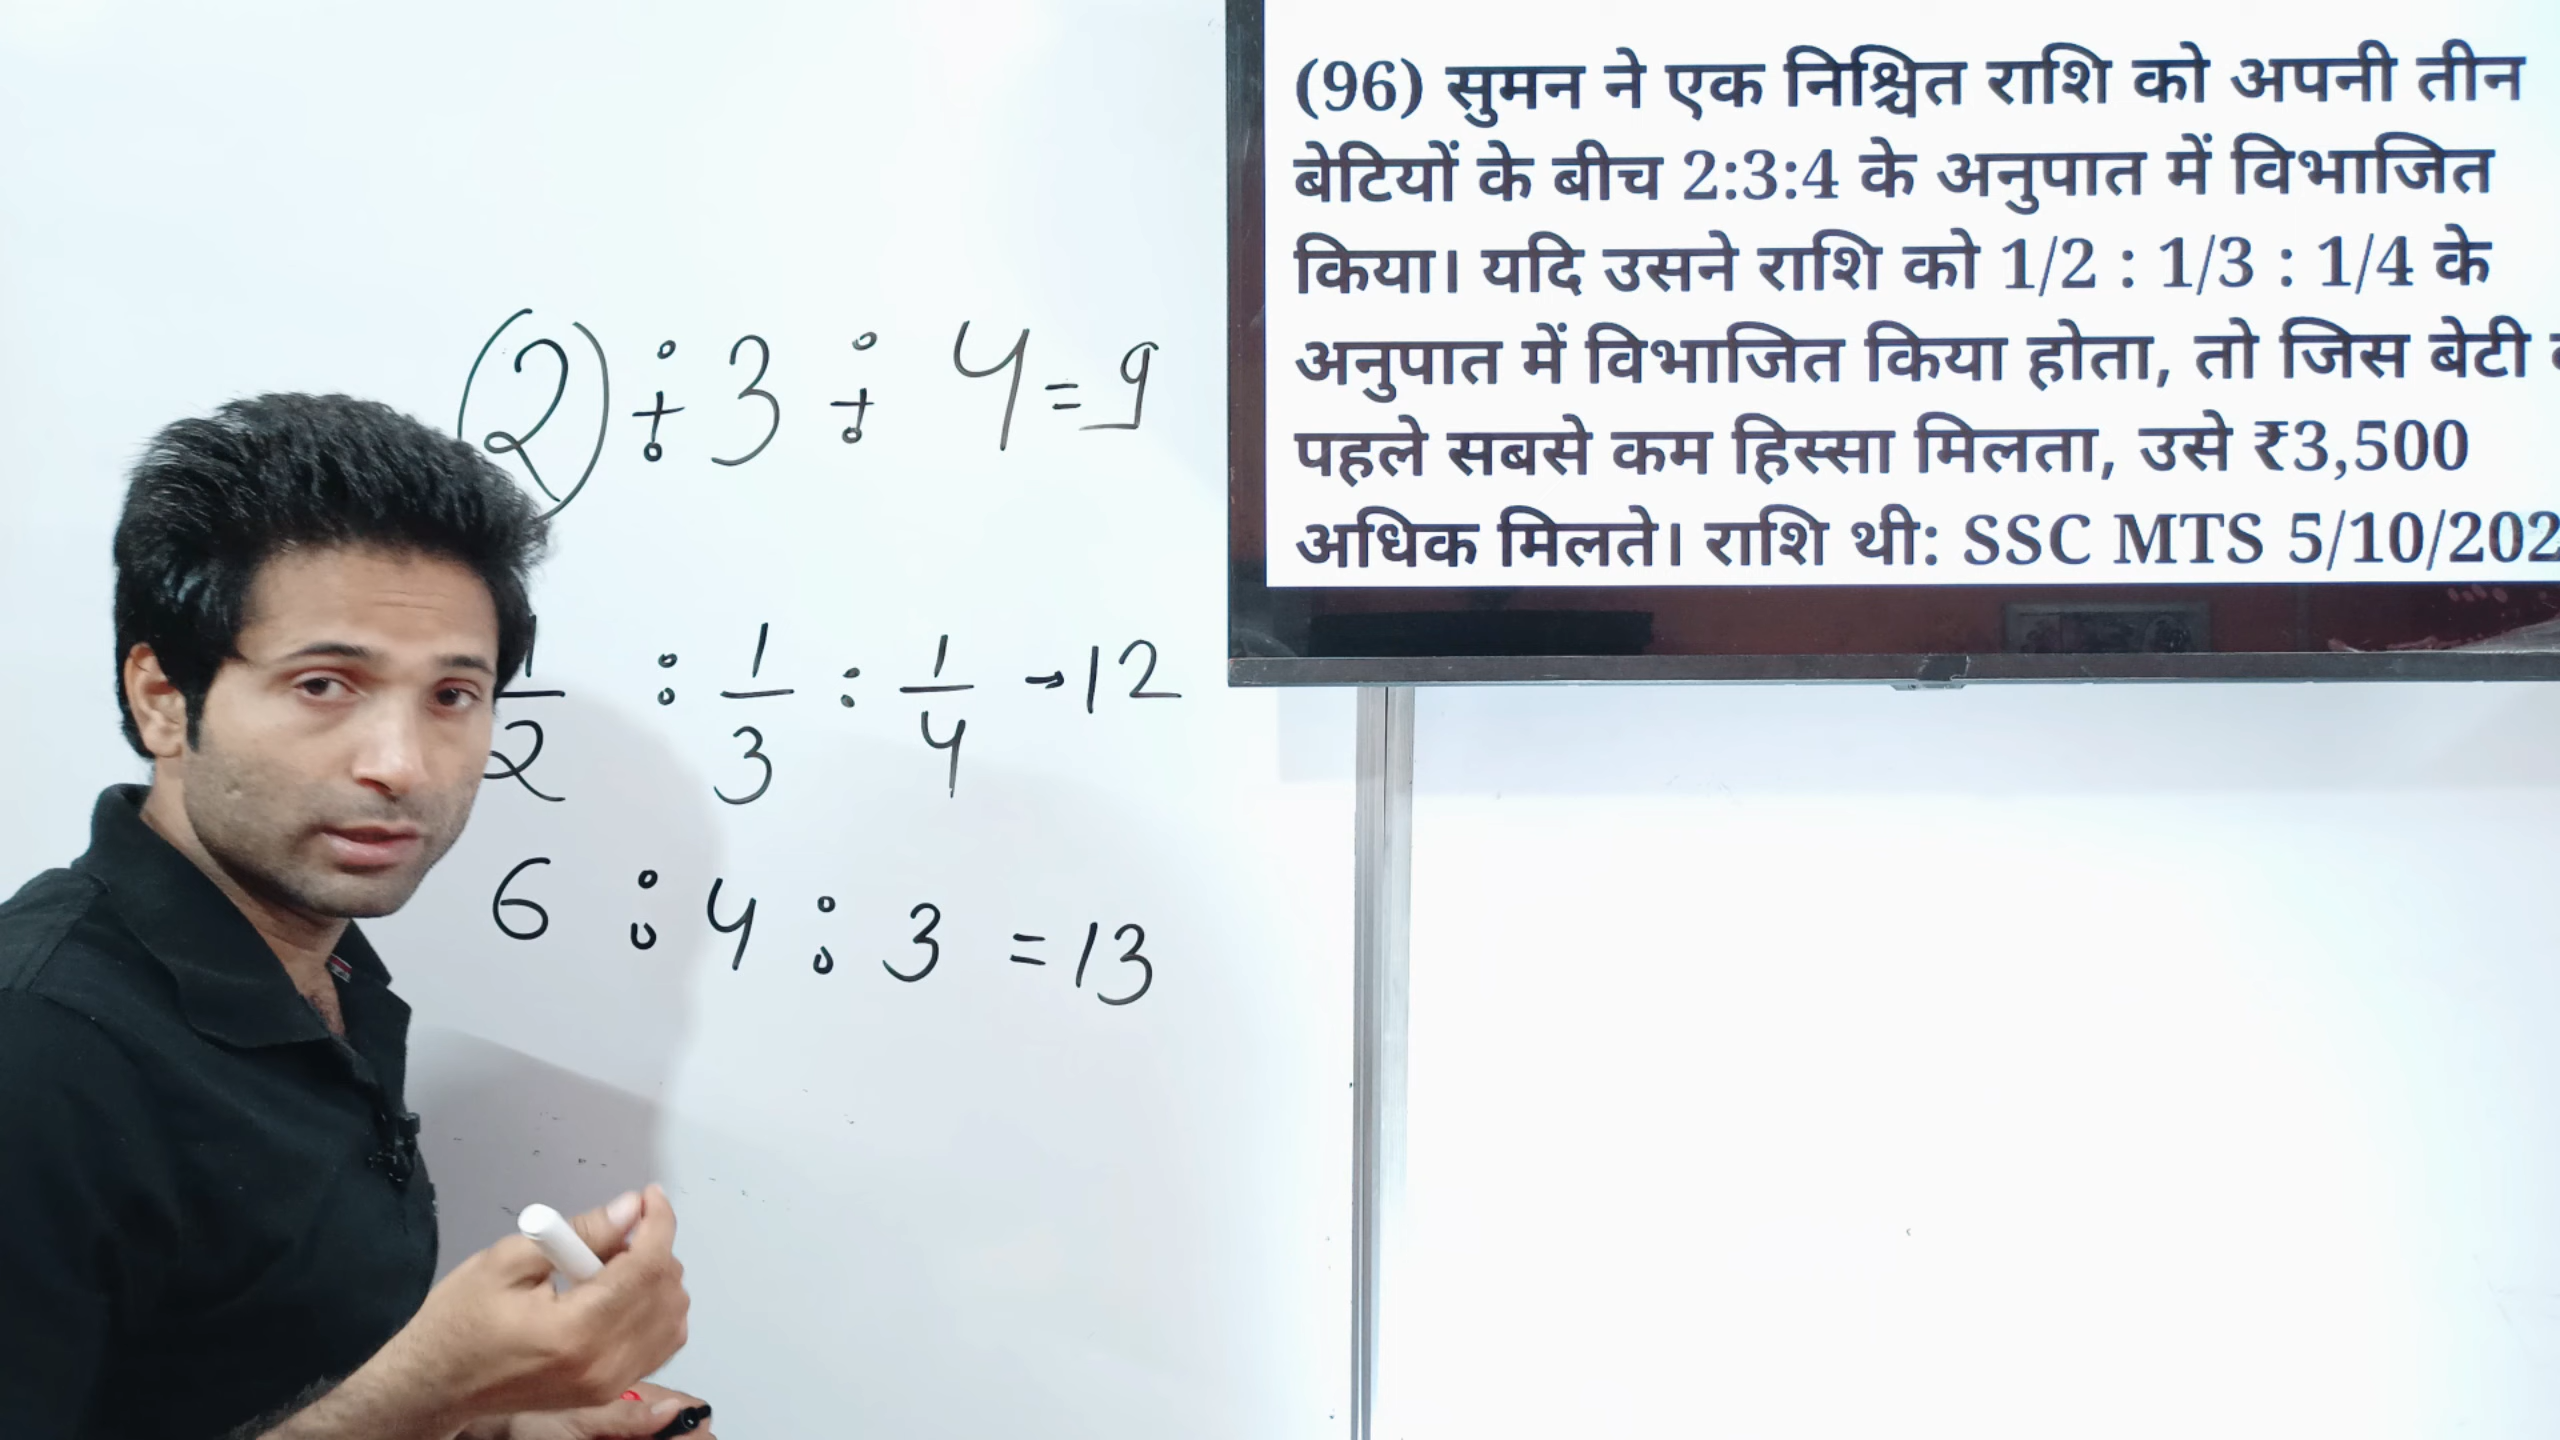 2 : 3 : 4 = 9
1/2 : 1/3 : 1/4 → 12
6 : 4 : 3 = 13
(96) सुमन ने एक निश्चित राशि को अपनी तीन
बेटियों के बीच 2:3:4 के अनुपात में विभाजित
किया। यदि उसने राशि को 1/2 : 1/3 : 1/4 के
अनुपात में विभाजित किया होता, तो जिस बेटी
पहले सबसे कम हिस्सा मिलता, उसे ₹3,500
अधिक मिलते। राशि थी: SSC MTS 5/10/202